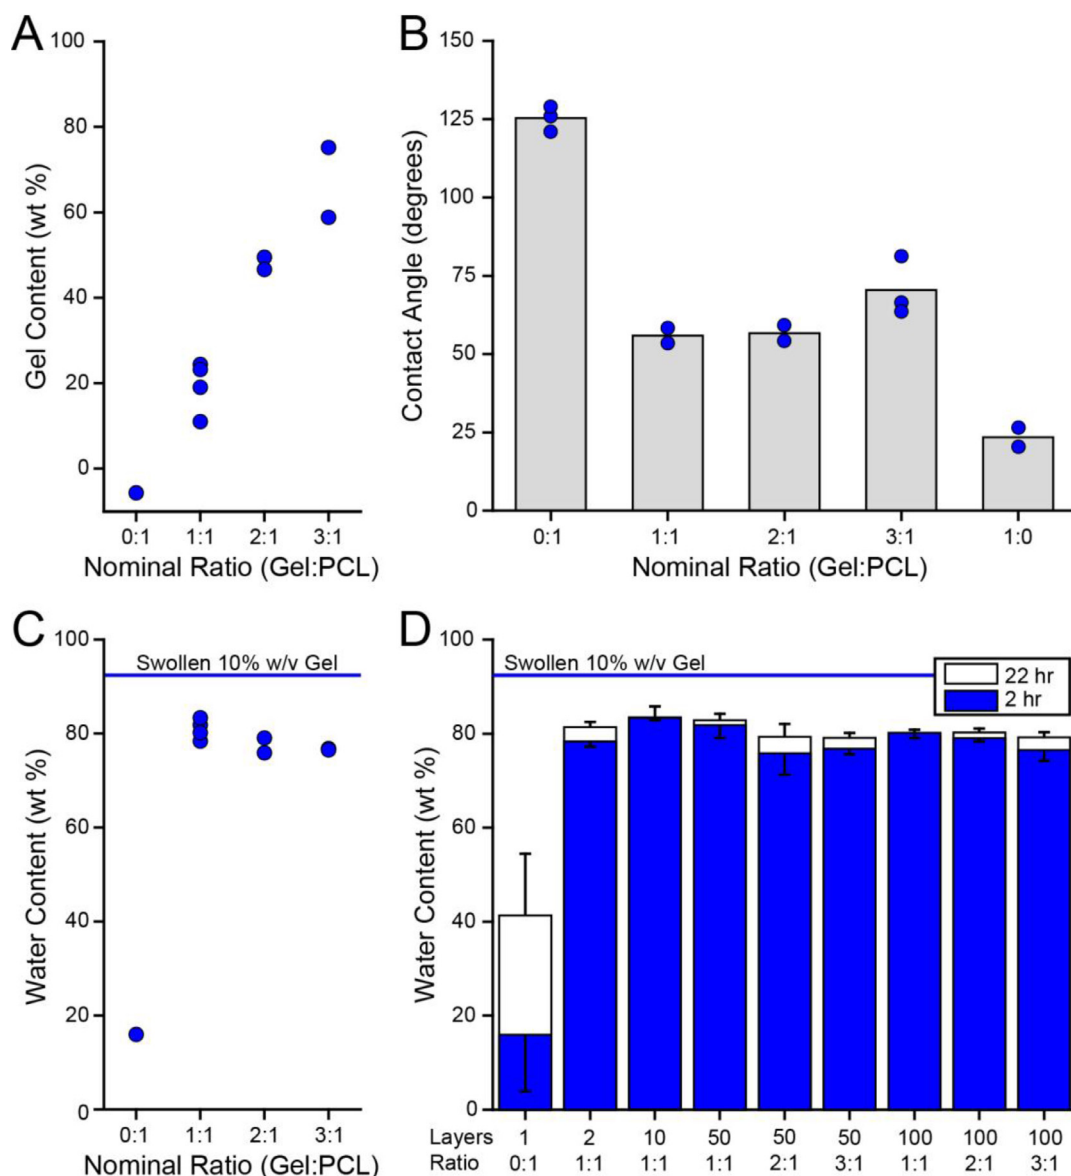 A
100
80
60
40
20
0
Gel Content (wt %)
0:1 1:1 2:1 3:1
Nominal Ratio (Gel:PCL)
B
150
125
100
75
50
25
0
Contact Angle (degrees)
0:1 1:1 2:1 3:1 1:0
Nominal Ratio (Gel:PCL)
C
100
80
60
40
20
0
Water Content (wt %)
Swollen 10% w/v Gel
0:1 1:1 2:1 3:1
Nominal Ratio (Gel:PCL)
D
100
80
60
40
20
0
Water Content (wt %)
Swollen 10% w/v Gel
22 hr
2 hr
Layers 1 2 10 50 50 50 100 100 100
Ratio 0:1 1:1 1:1 1:1 2:1 3:1 1:1 2:1 3:1